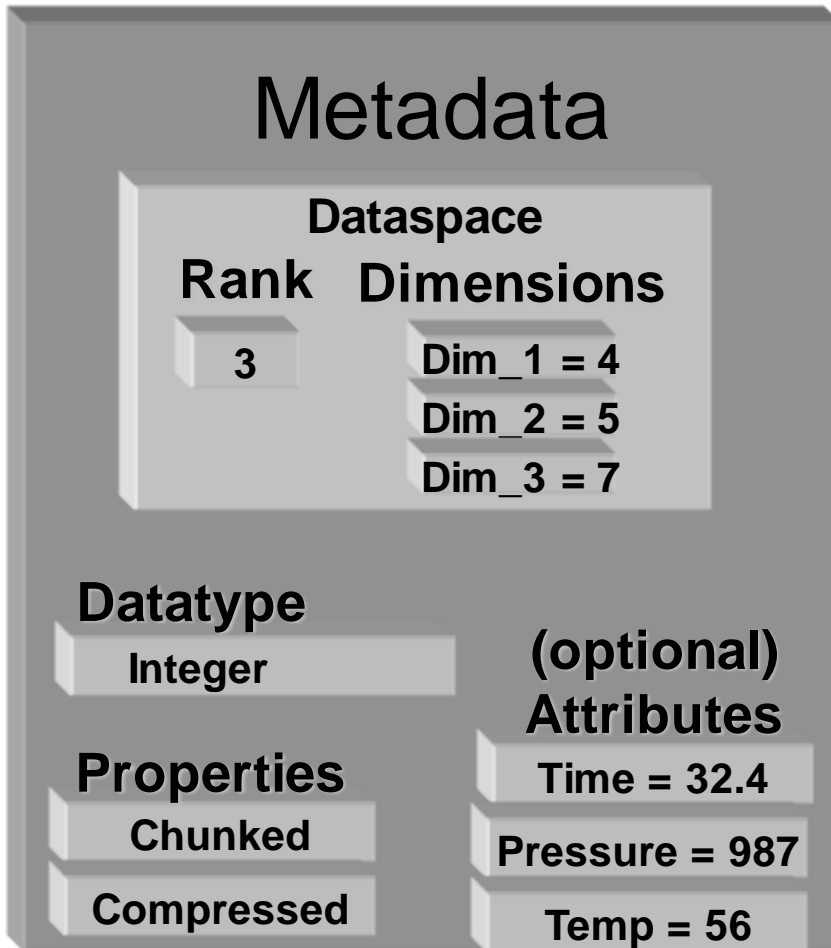 Metadata
Dataspace
Rank
Dimensions
3
Dim_1 = 4
Dim_2 = 5
Dim_3 = 7
Datatype
Integer
Properties
Chunked
Compressed
(optional)
Attributes
Time = 32.4
Pressure = 987
Temp = 56